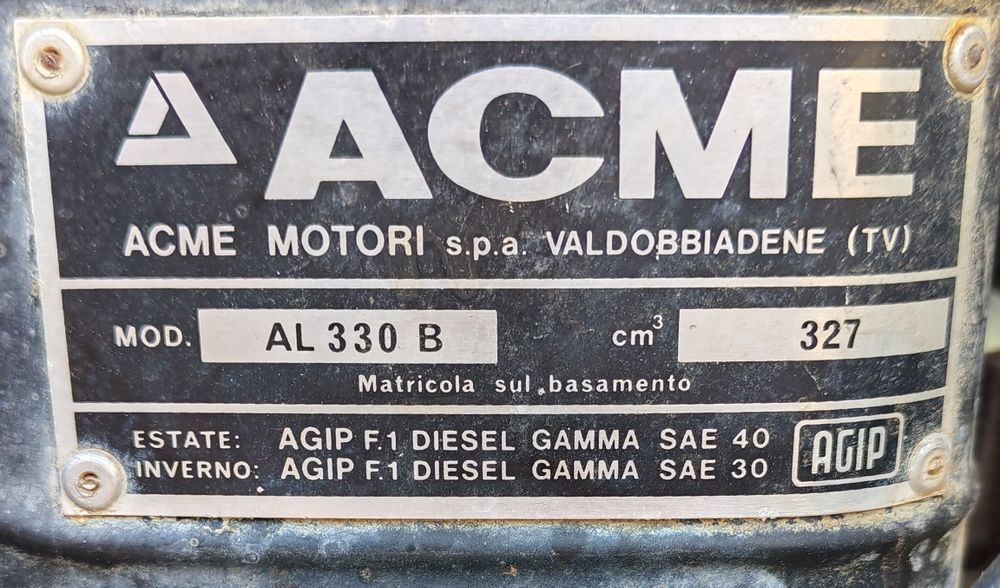 ACME
ACME MOTORI s.p.a. VALDOBBIADENE (TV)
MOD. AL 330 B cm³ 327
Matricola sul basamento
ESTATE: AGIP F.1 DIESEL GAMMA SAE 40
INVERNO: AGIP F.1 DIESEL GAMMA SAE 30
AGIP